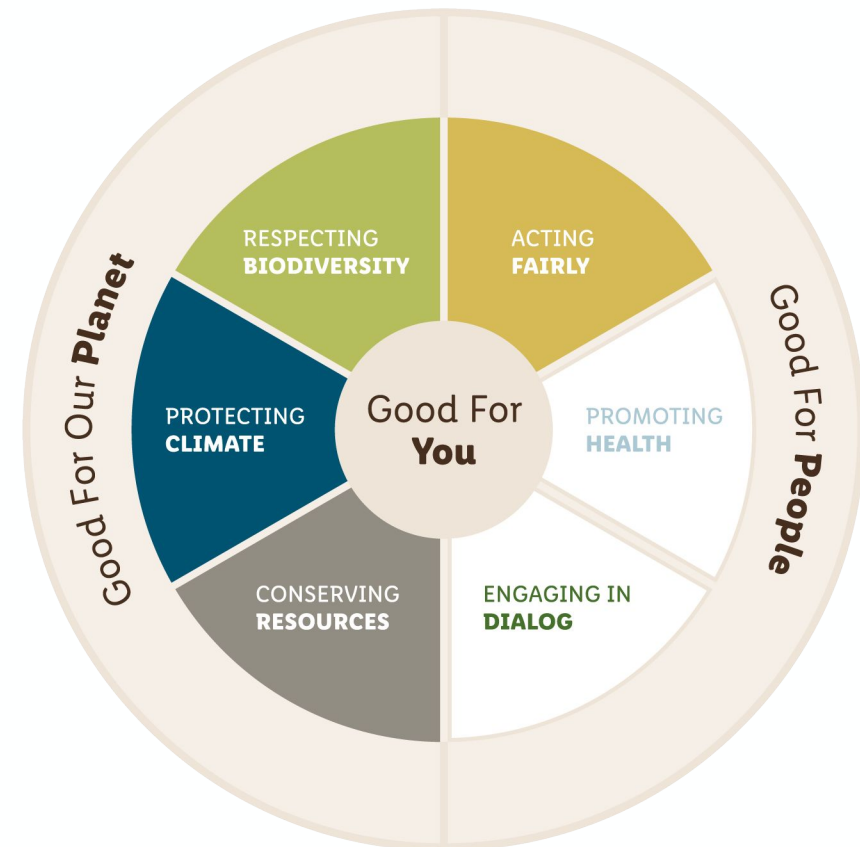 RESPECTING
BIODIVERSITY
ACTING
FAIRLY
Good For Our Planet
PROTECTING
CLIMATE
Good For
You
PROMOTING
HEALTH
Good For People
CONSERVING
RESOURCES
ENGAGING IN
DIALOG